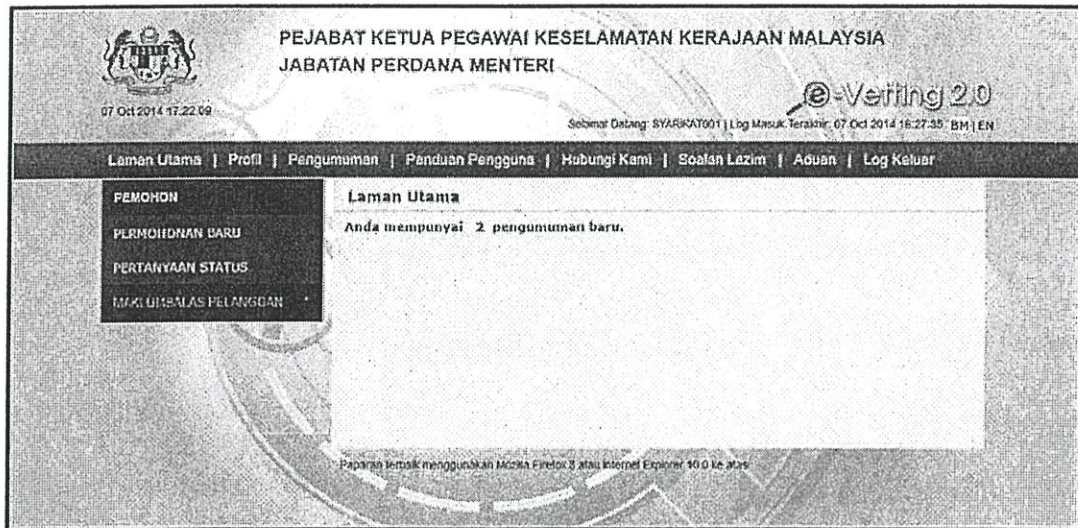 PEJABAT KETUA PEGAWAI KESELAMATAN KERAJAAN MALAYSIA
JABATAN PERDANA MENTERI
e-Vetting 2.0
07 Oct 2014 17:22:09
Selamat Datang: SYARIKAT001 | Log Masuk Terakhir: 07 Oct 2014 16:27:35 BM | EN
Laman Utama | Profil | Pengumuman | Panduan Pengguna | Hubungi Kami | Soalan Lazim | Aduan | Log Keluar
PEMOHON
PERMOHONAN BARU
PERTANYAAN STATUS
MAKLUMBALAS PELANGGAN
Laman Utama
Anda mempunyai 2 pengumuman baru.
Paparan terbaik menggunakan Mozilla Firefox 8 atau Internet Explorer 10.0 ke atas